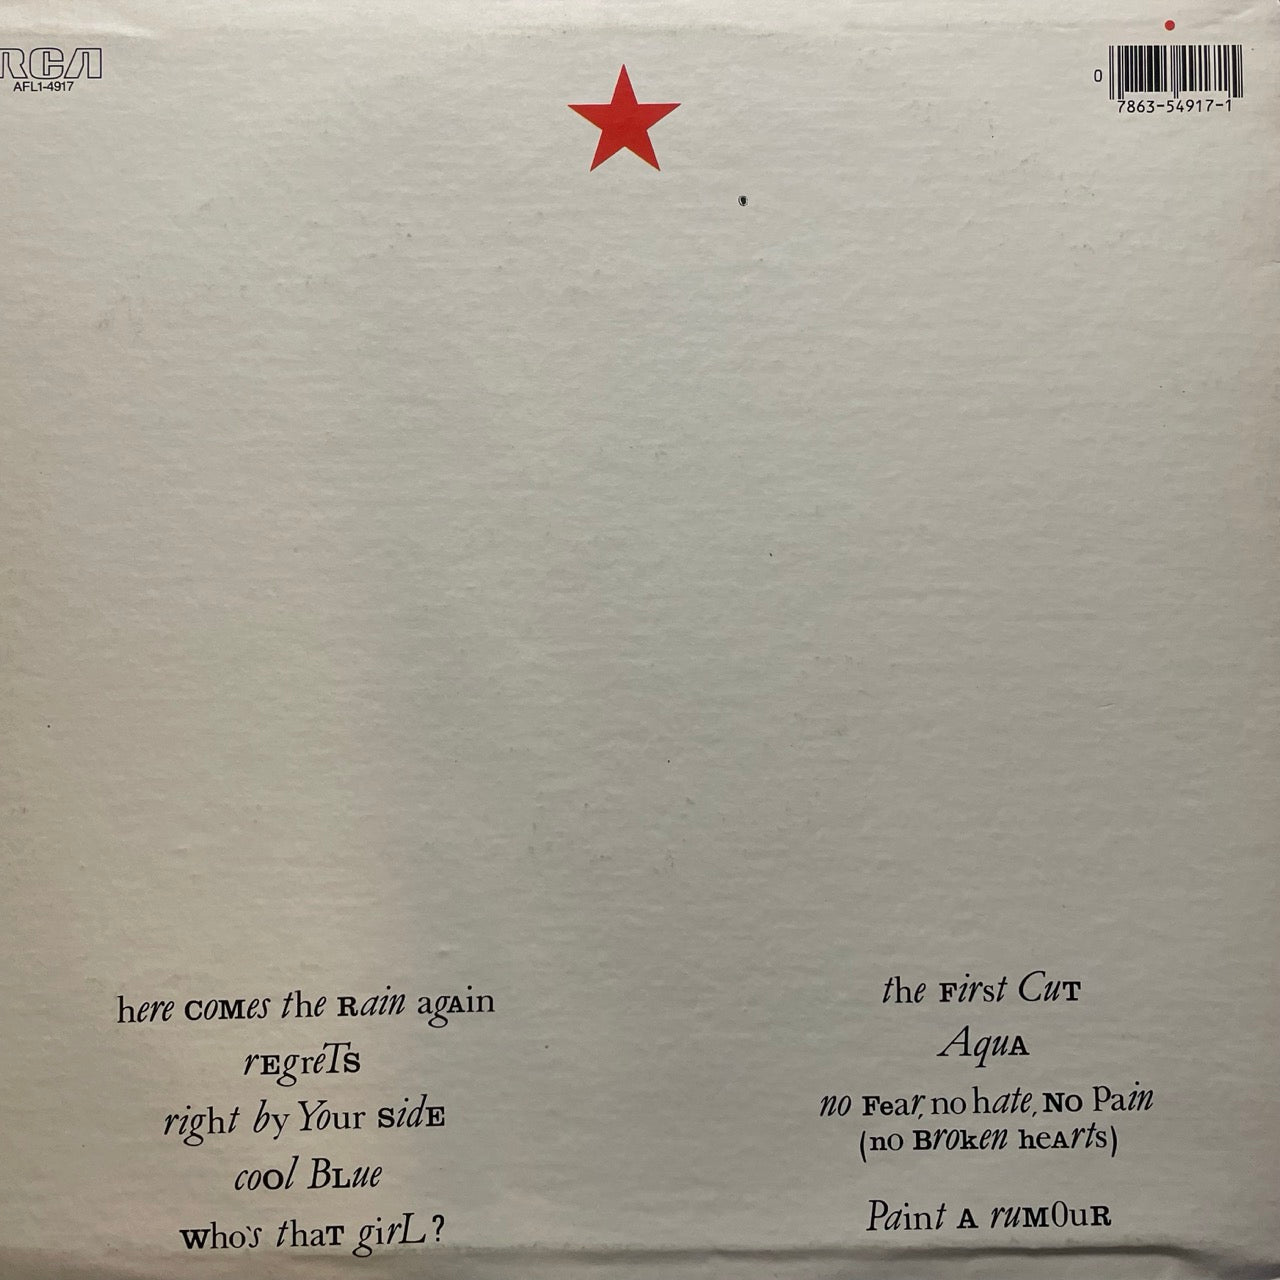 RCA
AFL1-4917
0
7863-54917-1
here COMes the Rain agAin
rEgréTS
right by Your SidE
coOl BLue
Who's thaT girL?
the First CuT
AquA
no Fear, no hate, NO Pain
(no Broken heArts)
Paint A ruMOuR